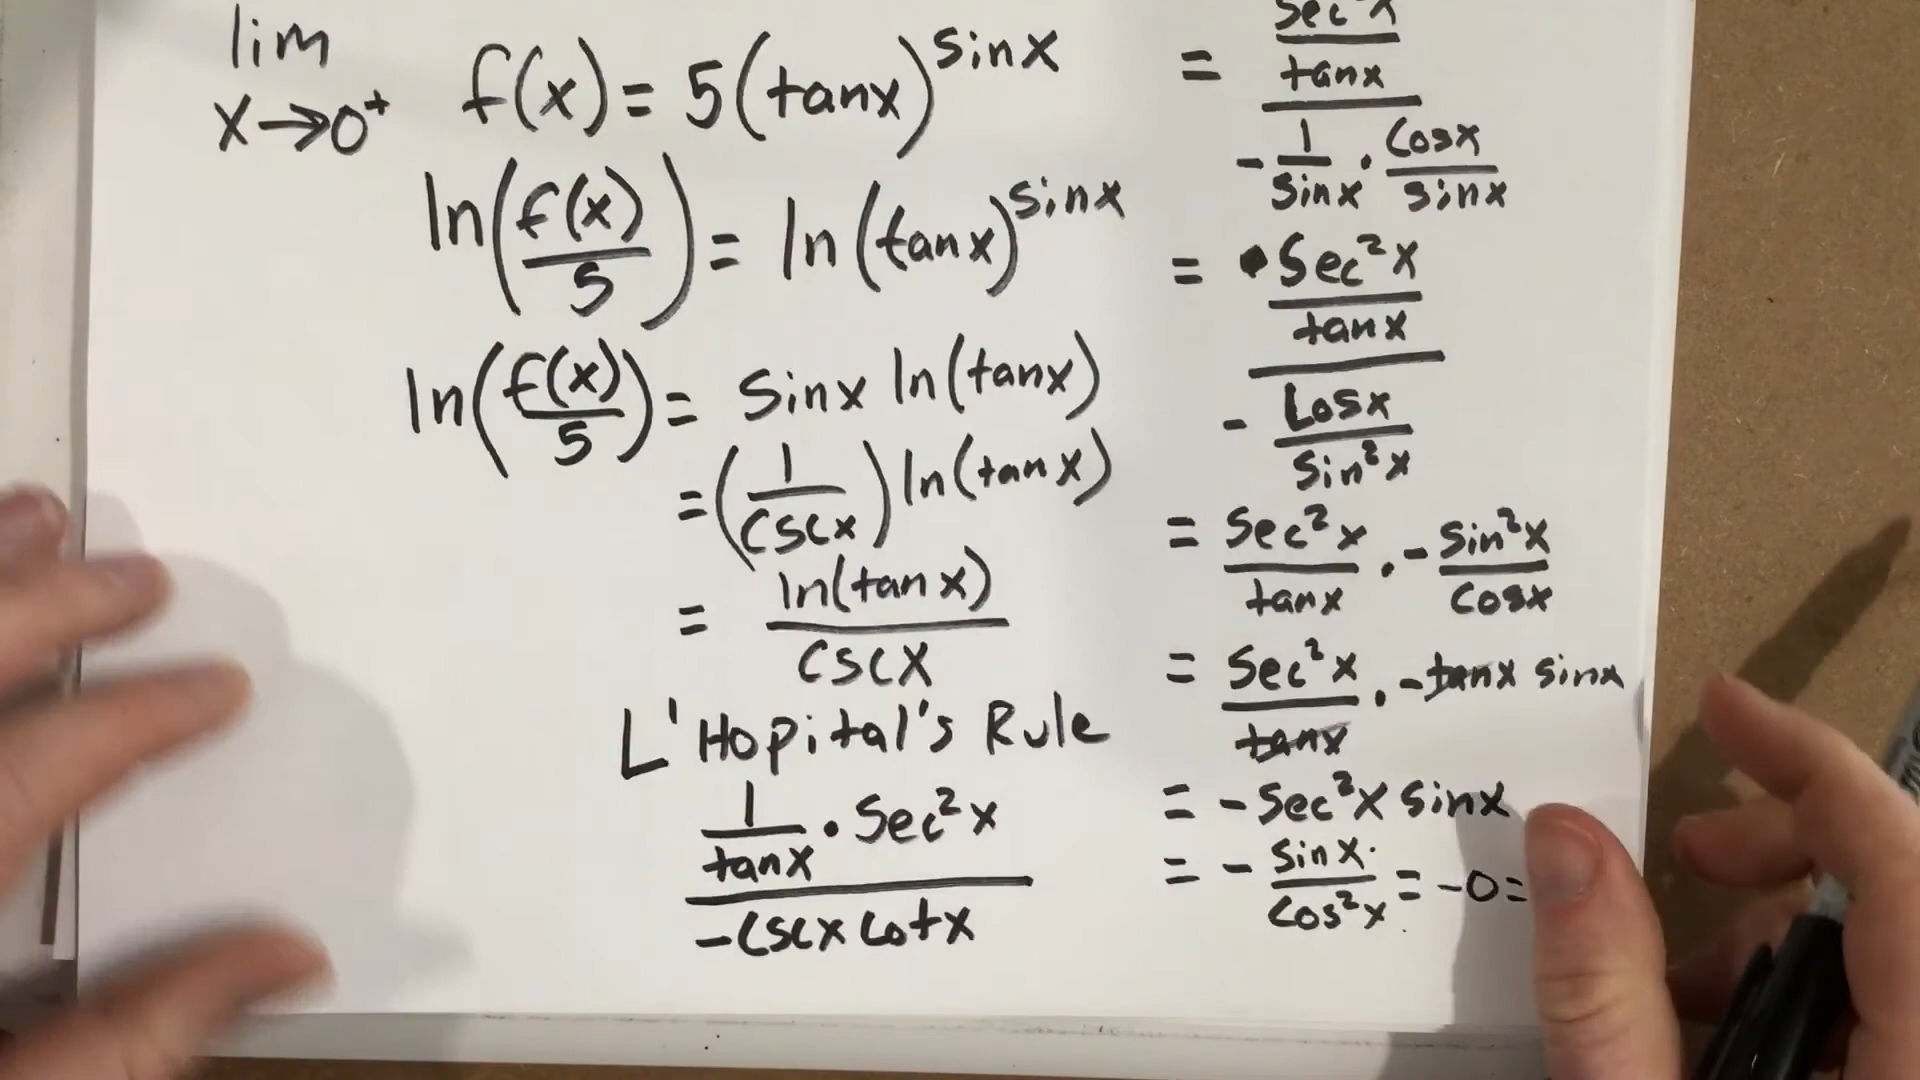 lim
x→0⁺ f(x) = 5(tanx)^sinx
ln(f(x)/5) = ln(tanx)^sinx
ln(f(x)/5) = sinx ln(tanx)
= (1/cscx) ln(tanx)
= ln(tanx)/cscx
L'Hopital's Rule
1/tanx · sec²x
-cscx cotx
= sec²x/tanx
-1/sinx · cosx/sinx
= sec²x/tanx
-cosx/sin²x
= sec²x/tanx · -sin²x/cosx
= sec²x/tanx · -tanx sinx
= -sec²x sinx
= -sinx/cos²x = -0 =